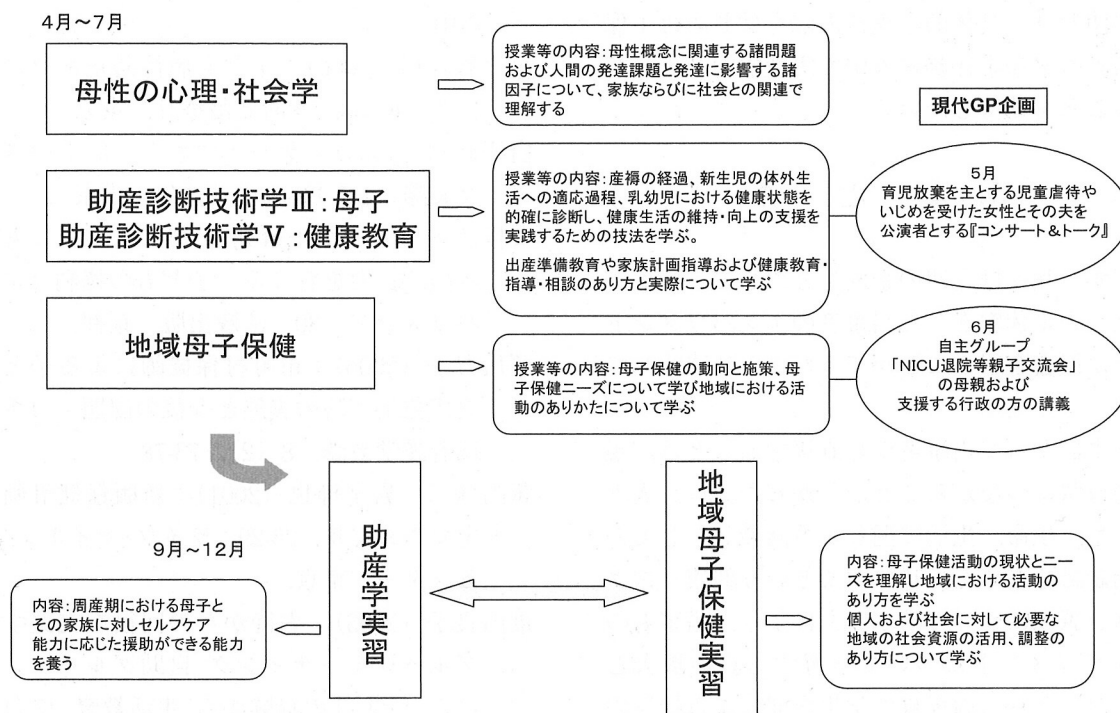 4月～7月
母性の心理・社会学
授業等の内容：母性概念に関連する諸問題
および人間の発達課題と発達に影響する諸
因子について、家族ならびに社会との関連で
理解する
現代GP企画
助産診断技術学Ⅲ：母子
助産診断技術学Ⅴ：健康教育
授業等の内容：産褥の経過、新生児の体外生
活への適応過程、乳幼児における健康状態を
的確に診断し、健康生活の維持・向上の支援を
実践するための技法を学ぶ。
出産準備教育や家族計画指導および健康教育・
指導・相談のあり方と実際について学ぶ
5月
育児放棄を主とする児童虐待や
いじめを受けた女性とその夫を
公演者とする『コンサート&トーク』
地域母子保健
授業等の内容：母子保健の動向と施策、母
子保健ニーズについて学び地域における活
動のありかたについて学ぶ
6月
自主グループ
「NICU退院等親子交流会」
の母親および
支援する行政の方の講義
9月～12月
内容：周産期における母子と
その家族に対しセルフケア
能力に応じた援助ができる能力
を養う
助産学実習
地域母子保健実習
内容：母子保健活動の現状とニー
ズを理解し地域における活動の
あり方を学ぶ
個人および社会に対して必要な
地域の社会資源の活用、調整の
あり方について学ぶ